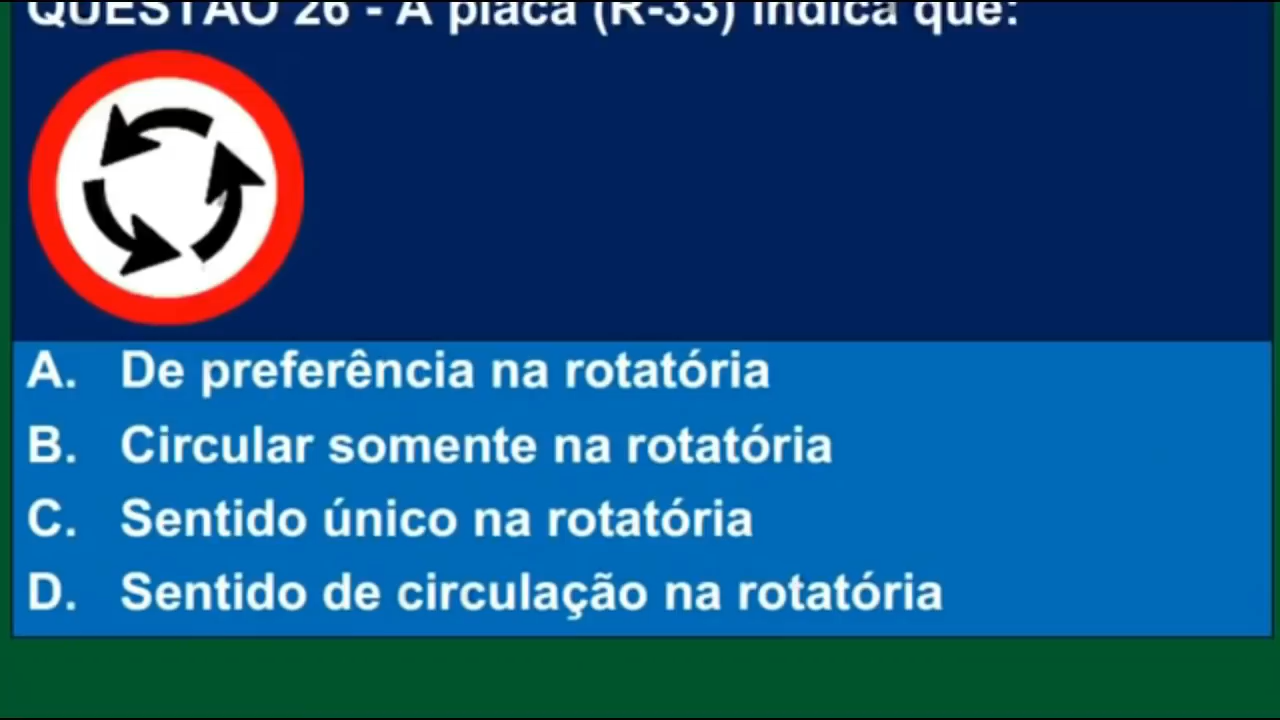 QUESTÃO 26 - A placa (R-33) indica que:
A. De preferência na rotatória
B. Circular somente na rotatória
C. Sentido único na rotatória
D. Sentido de circulação na rotatória